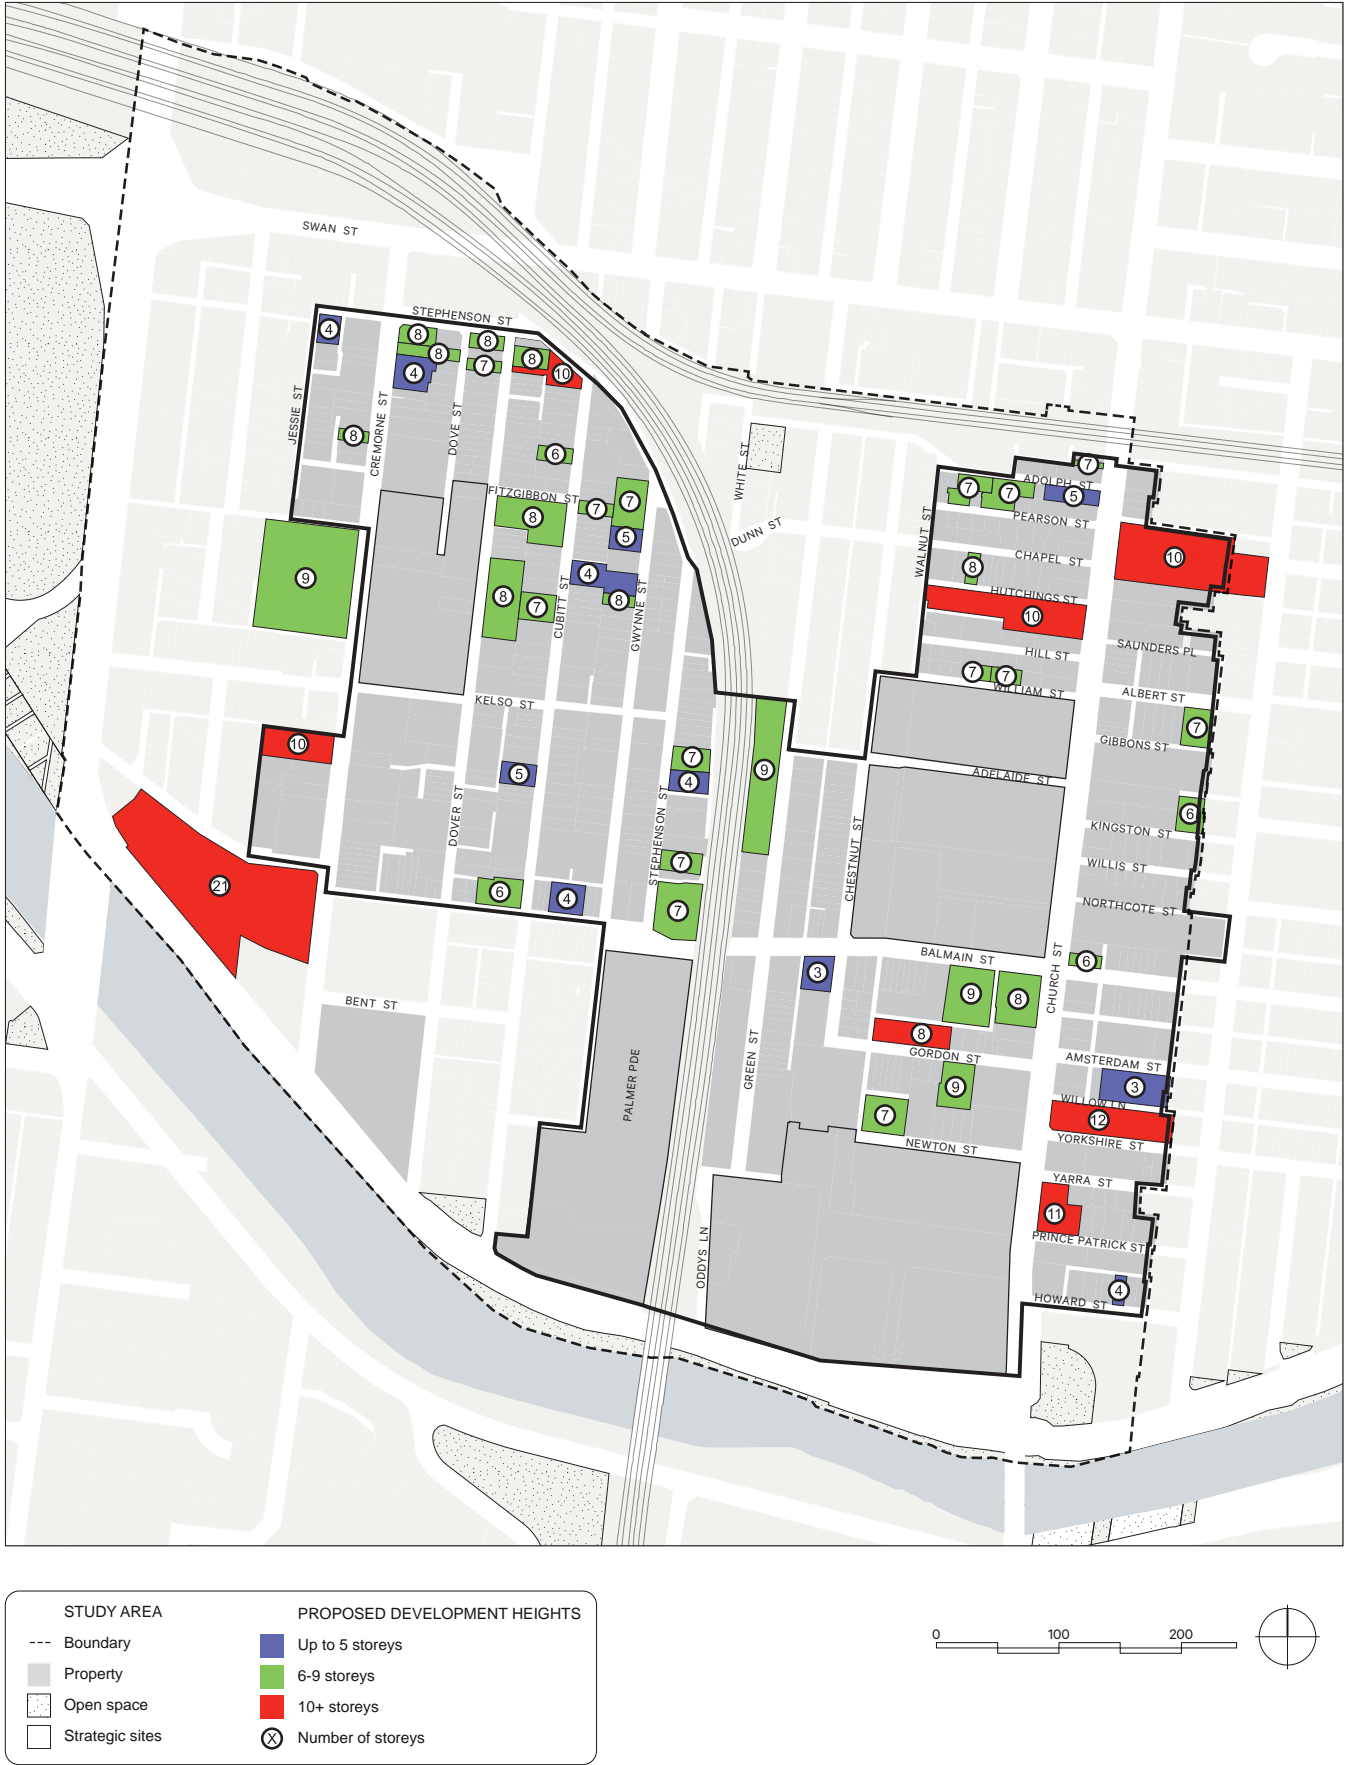 SWAN ST
STEPHENSON ST
4
8
8
8
7
8
10
4
JESSIE ST
CREMORNE ST
DOVE ST
8
6
WHITE ST
7
ADOLPH ST
7
7
5
FITZGIBBON ST
7
7
8
5
PEARSON ST
DUNN ST
WALNUT ST
CHAPEL ST
10
9
4
8
8
7
8
HUTCHINGS ST
10
CUBITT ST
GWYNNE ST
HILL ST
SAUNDERS PL
7
7
WILLIAM ST
ALBERT ST
KELSO ST
7
GIBBONS ST
10
7
9
5
4
ADELAIDE ST
DOVER ST
STEPHENSON ST
6
KINGSTON ST
CHESTNUT ST
7
WILLIS ST
21
6
4
7
NORTHCOTE ST
BALMAIN ST
CHURCH ST
6
3
9
8
BENT ST
8
GORDON ST
GREEN ST
PALMER PDE
AMSTERDAM ST
9
3
WILLOW LN
7
12
NEWTON ST
YORKSHIRE ST
YARRA ST
11
ODDYS LN
PRINCE PATRICK ST
4
HOWARD ST
STUDY AREA
Boundary
Property
Open space
Strategic sites
PROPOSED DEVELOPMENT HEIGHTS
Up to 5 storeys
6-9 storeys
10+ storeys
X Number of storeys
0 100 200